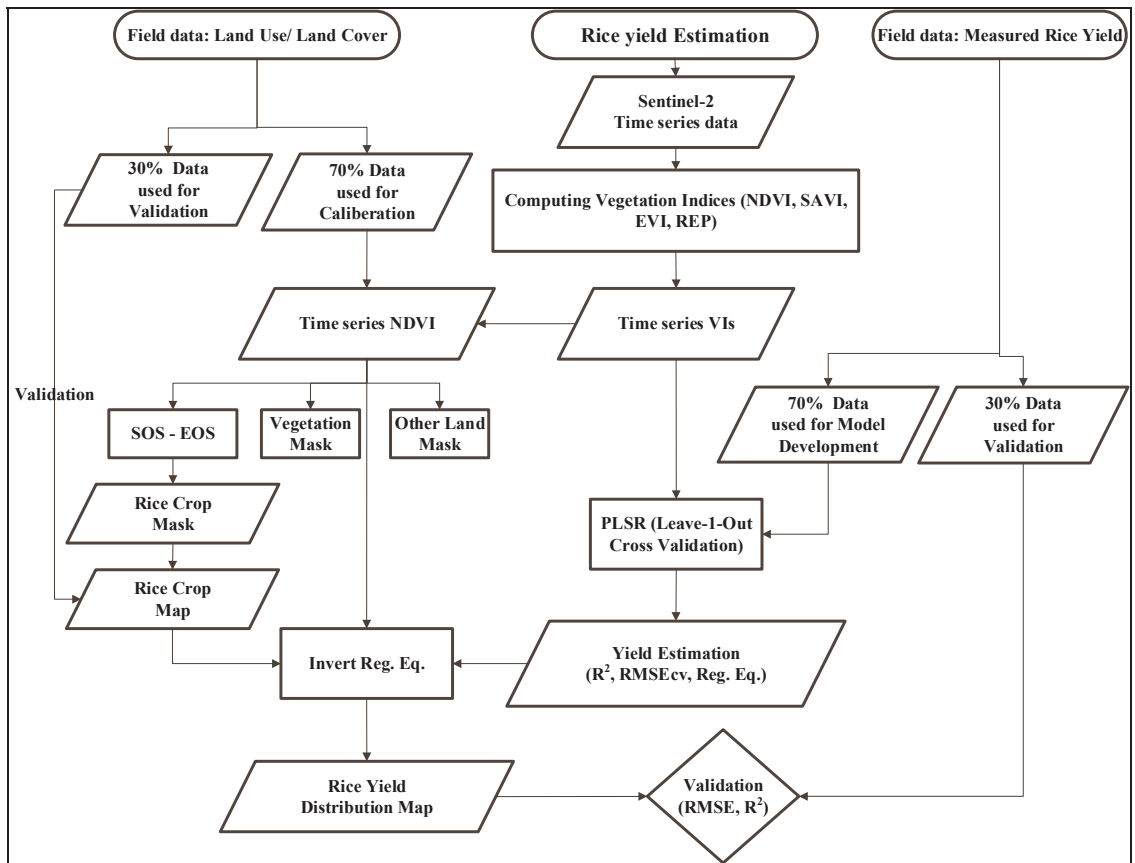 Field data: Land Use/ Land Cover
Rice yield Estimation
Field data: Measured Rice Yield
Sentinel-2
Time series data
30% Data
used for
Validation
70% Data
used for
Caliberation
Computing Vegetation Indices (NDVI, SAVI,
EVI, REP)
Time series NDVI
Time series VIs
Validation
SOS - EOS
Vegetation
Mask
Other Land
Mask
70% Data
used for Model
Development
30% Data
used for
Validation
Rice Crop
Mask
PLSR (Leave-1-Out
Cross Validation)
Rice Crop
Map
Invert Reg. Eq.
Yield Estimation
(R², RMSEcv, Reg. Eq.)
Rice Yield
Distribution Map
Validation
(RMSE, R²)